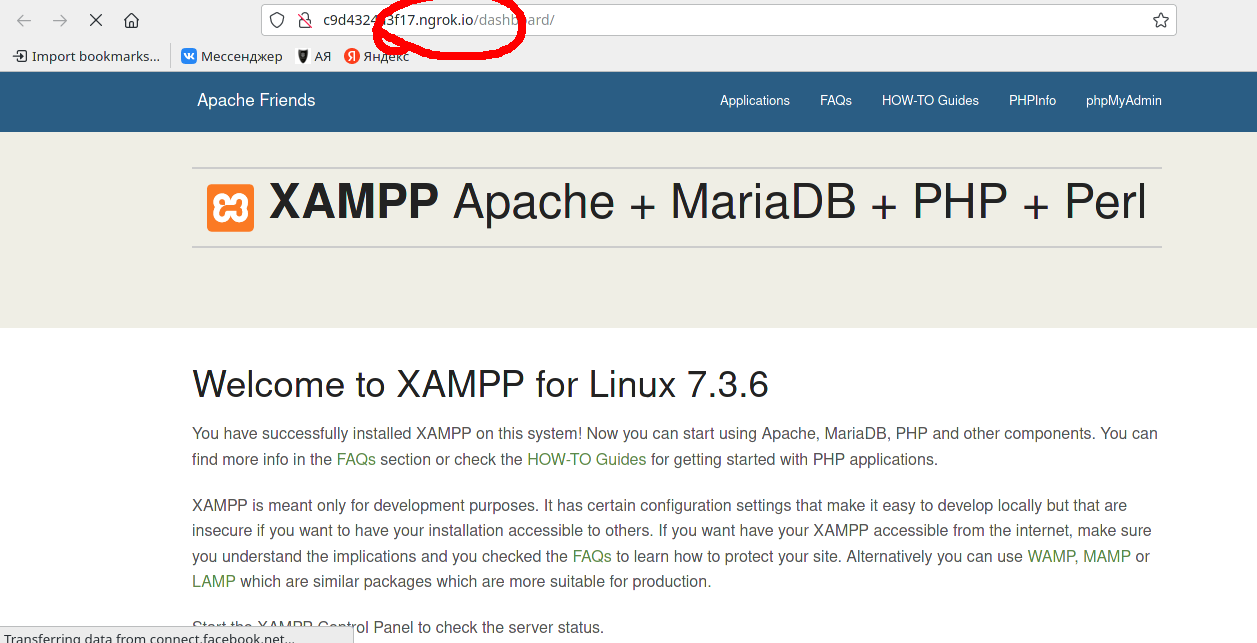 c9d4324 3f17.ngrok.io/dashboard/
Import bookmarks... Мессенджер АЯ Яндекс
Apache Friends Applications FAQs HOW-TO Guides PHPInfo phpMyAdmin
XAMPP Apache + MariaDB + PHP + Perl
Welcome to XAMPP for Linux 7.3.6
You have successfully installed XAMPP on this system! Now you can start using Apache, MariaDB, PHP and other components. You can
find more info in the FAQs section or check the HOW-TO Guides for getting started with PHP applications.
XAMPP is meant only for development purposes. It has certain configuration settings that make it easy to develop locally but that are
insecure if you want to have your installation accessible to others. If you want have your XAMPP accessible from the internet, make sure
you understand the implications and you checked the FAQs to learn how to protect your site. Alternatively you can use WAMP, MAMP or
LAMP which are similar packages which are more suitable for production.
Start the XAMPP Control Panel to check the server status.
Transferring data from connect.facebook.net...